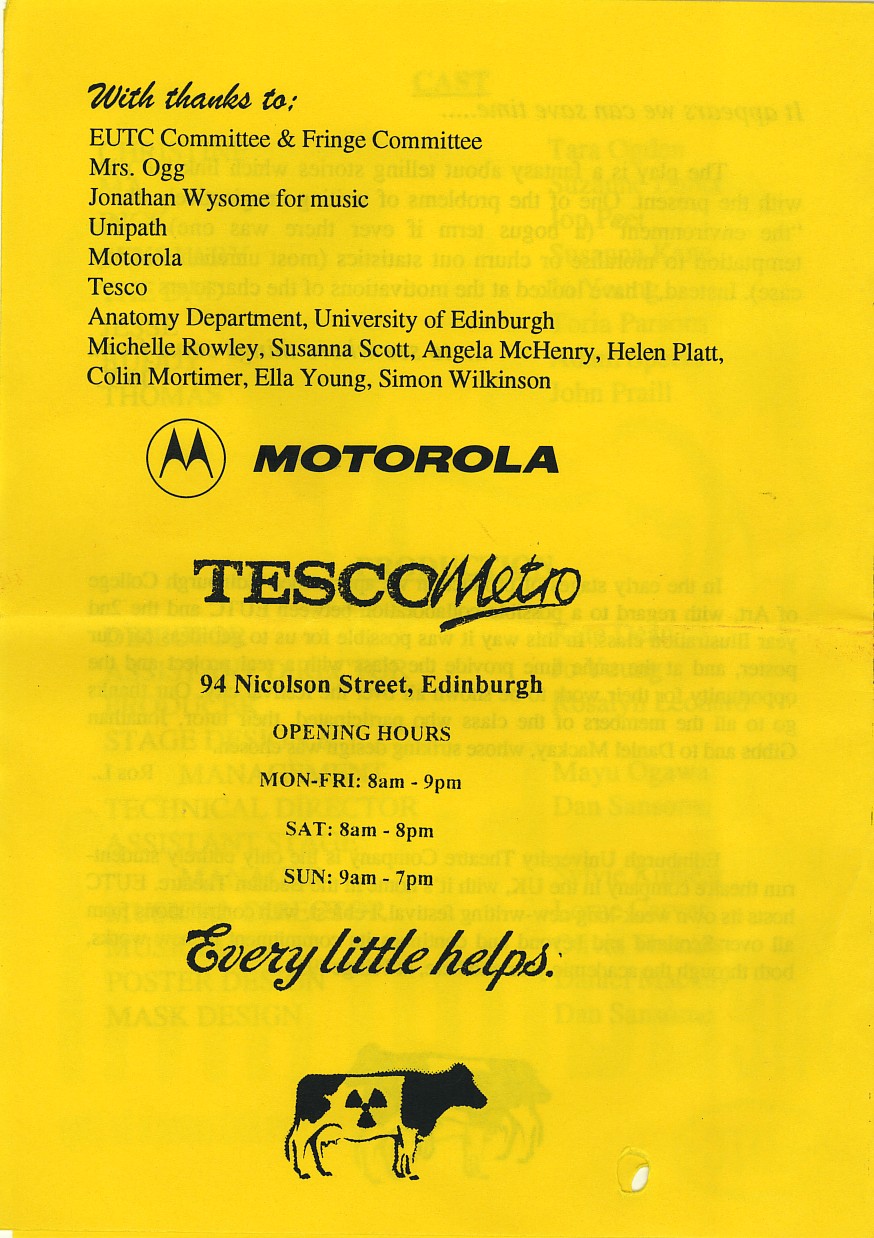 With thanks to;
EUTC Committee & Fringe Committee
Mrs. Ogg
Jonathan Wysome for music
Unipath
Motorola
Tesco
Anatomy Department, University of Edinburgh
Michelle Rowley, Susanna Scott, Angela McHenry, Helen Platt,
Colin Mortimer, Ella Young, Simon Wilkinson
MOTOROLA
TESCO Metro
94 Nicolson Street, Edinburgh
OPENING HOURS
MON-FRI: 8am - 9pm
SAT: 8am - 8pm
SUN: 9am - 7pm
Every little helps.